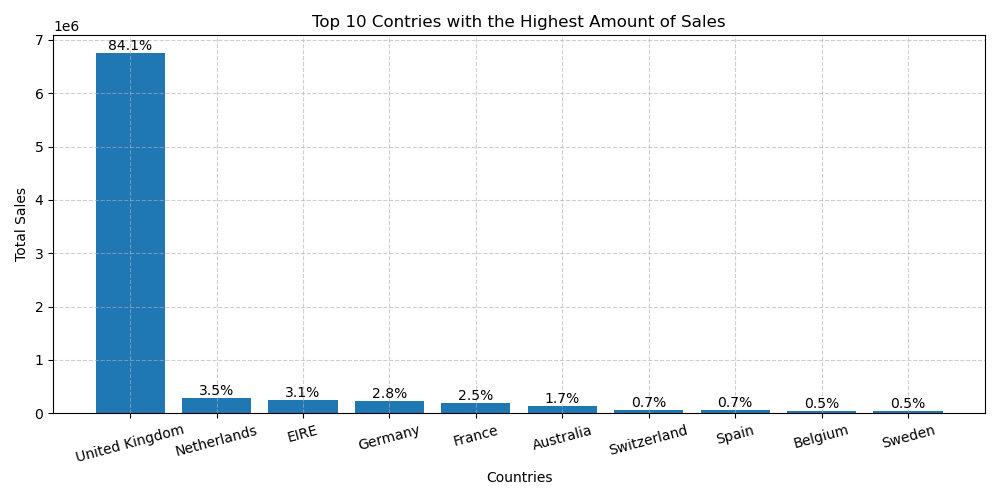 Top 10 Contries with the Highest Amount of Sales
1e6
7
6
5
4
3
2
1
0
Total Sales
84.1%
3.5%
3.1%
2.8%
2.5%
1.7%
0.7%
0.7%
0.5%
0.5%
United Kingdom
Netherlands
EIRE
Germany
France
Australia
Switzerland
Spain
Belgium
Sweden
Countries